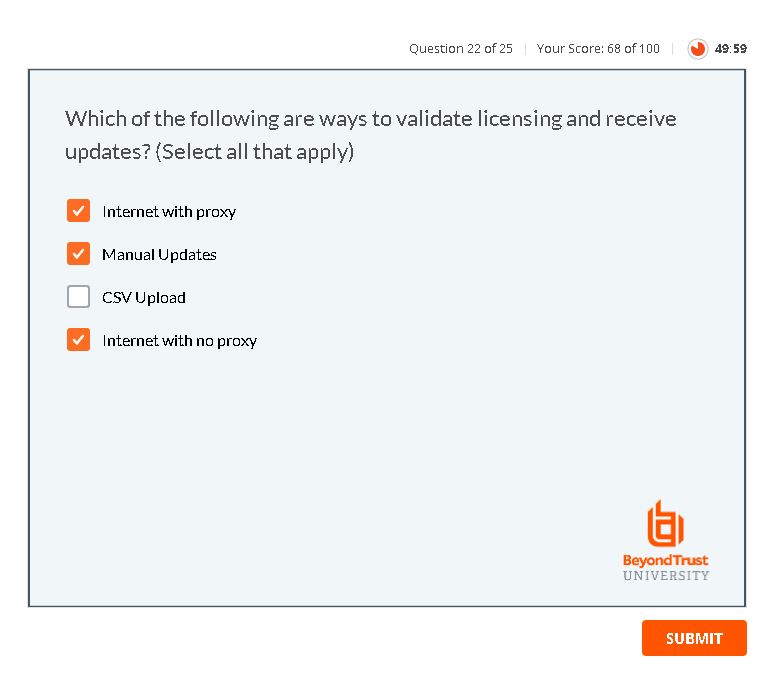 Question 22 of 25 | Your Score: 68 of 100 | 49:59
Which of the following are ways to validate licensing and receive
updates? (Select all that apply)
Internet with proxy
Manual Updates
CSV Upload
Internet with no proxy
BeyondTrust
UNIVERSITY
SUBMIT